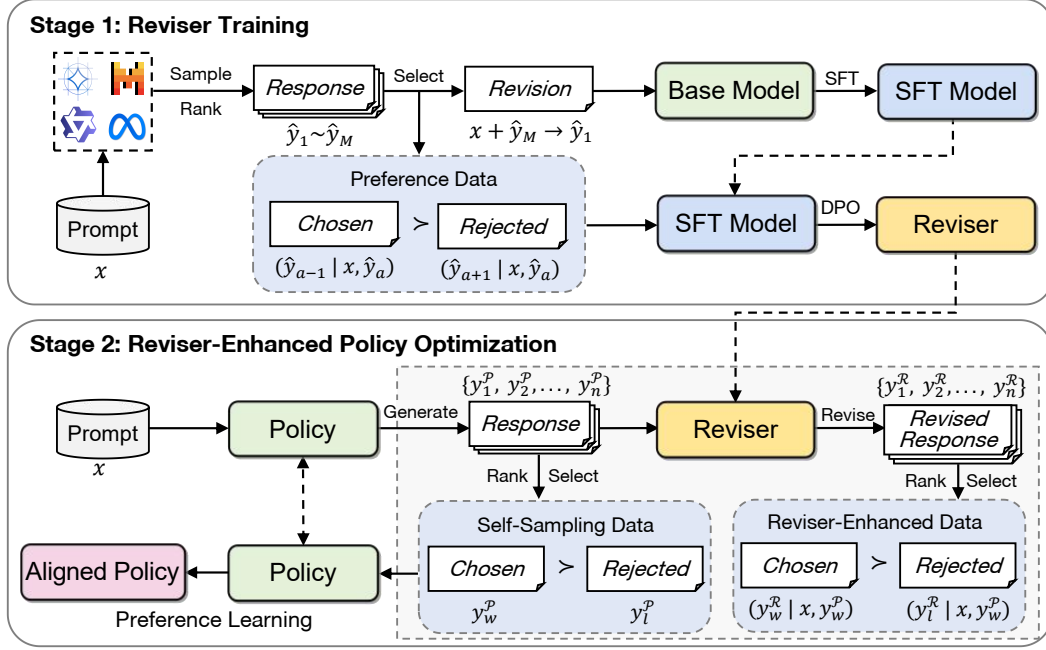 Stage 1: Reviser Training
Sample
Rank
Response
ŷ₁~ŷ_M
Select
Revision
x + ŷ_M → ŷ₁
Base Model
SFT
SFT Model
Prompt
x
Preference Data
Chosen
≻
Rejected
(ŷ_{a−1} | x, ŷ_a)
(ŷ_{a+1} | x, ŷ_a)
SFT Model
DPO
Reviser
Stage 2: Reviser-Enhanced Policy Optimization
{y₁^𝒫, y₂^𝒫,..., y_n^𝒫}
{y₁^ℛ, y₂^ℛ,..., y_n^ℛ}
Prompt
x
Policy
Generate
Response
Reviser
Revise
Revised
Response
Rank
Select
Rank
Select
Self-Sampling Data
Chosen
≻
Rejected
y_w^𝒫
y_l^𝒫
Reviser-Enhanced Data
Chosen
≻
Rejected
(y_w^ℛ | x, y_w^𝒫)
(y_l^ℛ | x, y_w^𝒫)
Aligned Policy
Policy
Preference Learning